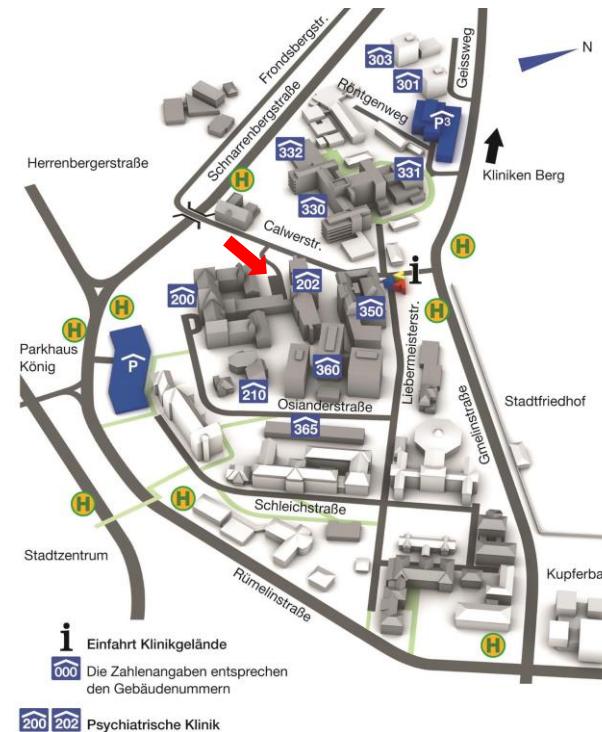 Frondsbergstr.
303
301
Geissweg
N
Röntgenweg
P3
Schnarrenbergstraße
332
331
Kliniken Berg
Herrenbergerstraße
H
330
Calwerstr.
H
i
202
200
350
H
H
H
Liebermeisterstr.
Parkhaus
König
P
360
210
Osianderstraße
Gmelinstraße
Stadtfriedhof
365
H
H
Schleichstraße
Stadtzentrum
Rümelinstraße
Kupferba
H
i Einfahrt Klinikgelände
000 Die Zahlenangaben entsprechen
den Gebäudenummern
200 202 Psychiatrische Klinik